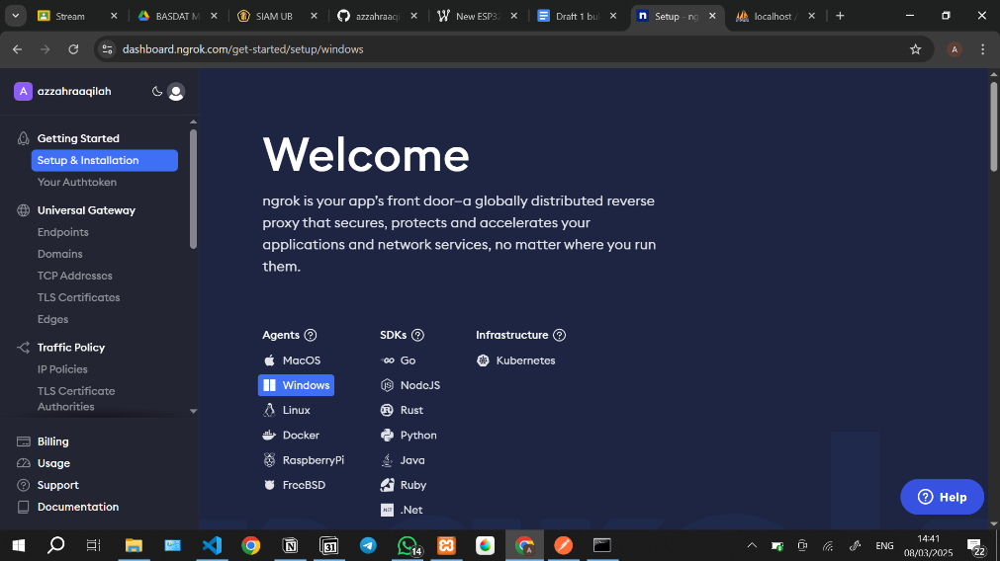 Stream
BASDAT M
SIAM UB
azzahraaqi
New ESP32
Draft 1 bu
Setup - ng
localhost /
dashboard.ngrok.com/get-started/setup/windows
A
A
azzahraaqilah
Getting Started
Setup & Installation
Your Authtoken
Universal Gateway
Endpoints
Domains
TCP Addresses
TLS Certificates
Edges
Traffic Policy
IP Policies
TLS Certificate
Authorities
Billing
Usage
Support
Documentation
Welcome
ngrok is your app's front door—a globally distributed reverse
proxy that secures, protects and accelerates your
applications and network services, no matter where you run
them.
Agents
MacOS
Windows
Linux
Docker
RaspberryPi
FreeBSD
SDKs
Go
NodeJS
Rust
Python
Java
Ruby
.Net
Infrastructure
Kubernetes
Help
31
14
ENG
14:41
08/03/2025
22